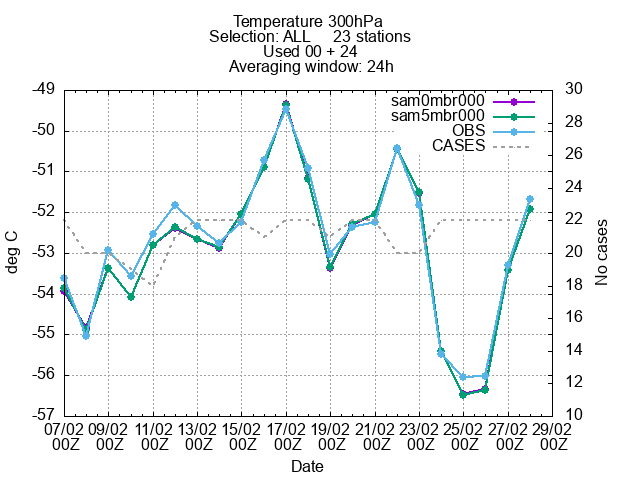 Temperature 300hPa
Selection: ALL 23 stations
Used 00 + 24
Averaging window: 24h
-49
-50
-51
-52
-53
-54
-55
-56
-57
deg C
30
28
26
24
22
20
18
16
14
12
10
No cases
sam0mbr000
sam5mbr000
OBS
CASES
07/02 09/02 11/02 13/02 15/02 17/02 19/02 21/02 23/02 25/02 27/02 29/02
00Z 00Z 00Z 00Z 00Z 00Z 00Z 00Z 00Z 00Z 00Z 00Z
Date